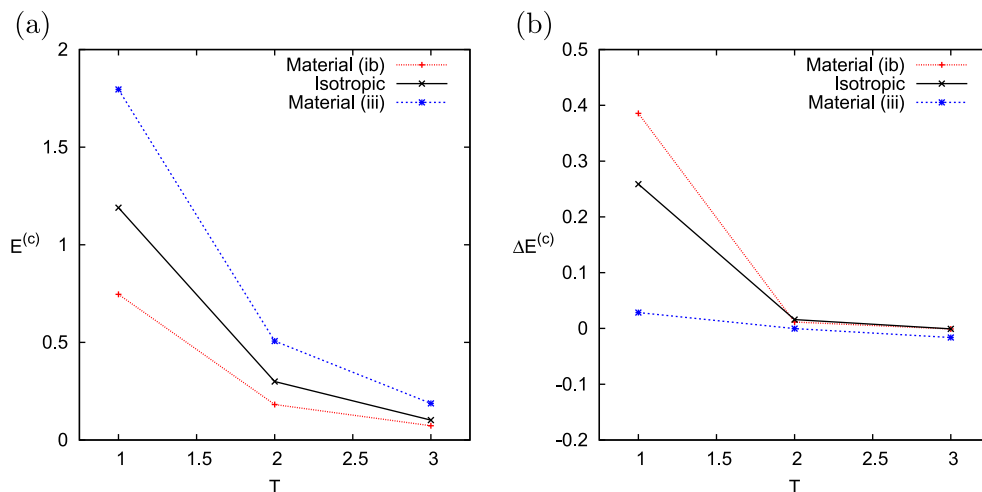 (a)
2
1.5
1
0.5
0
E(c)
1
1.5
2
2.5
3
T
Material (ib)
Isotropic
Material (iii)
(b)
0.5
0.4
0.3
0.2
0.1
0
-0.1
-0.2
ΔE(c)
1
1.5
2
2.5
3
T
Material (ib)
Isotropic
Material (iii)